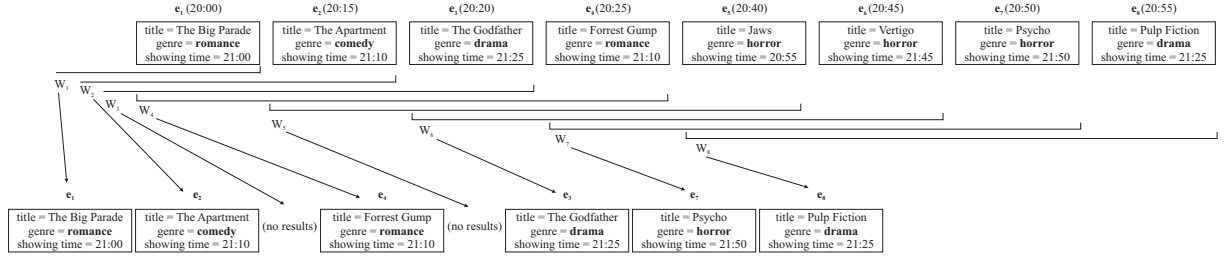 e₁ (20:00)
e₂ (20:15)
e₃ (20:20)
e₄ (20:25)
e₅ (20:40)
e₆ (20:45)
e₇ (20:50)
e₈ (20:55)
title = The Big Parade
genre = romance
showing time = 21:00
title = The Apartment
genre = comedy
showing time = 21:10
title = The Godfather
genre = drama
showing time = 21:25
title = Forrest Gump
genre = romance
showing time = 21:10
title = Jaws
genre = horror
showing time = 20:55
title = Vertigo
genre = horror
showing time = 21:45
title = Psycho
genre = horror
showing time = 21:50
title = Pulp Fiction
genre = drama
showing time = 21:25
W₁
W₂
W₃
W₄
W₅
W₆
W₇
W₈
e₁
title = The Big Parade
genre = romance
showing time = 21:00
e₂
title = The Apartment
genre = comedy
showing time = 21:10
(no results)
e₄
title = Forrest Gump
genre = romance
showing time = 21:10
(no results)
e₃
title = The Godfather
genre = drama
showing time = 21:25
e₇
title = Psycho
genre = horror
showing time = 21:50
e₈
title = Pulp Fiction
genre = drama
showing time = 21:25